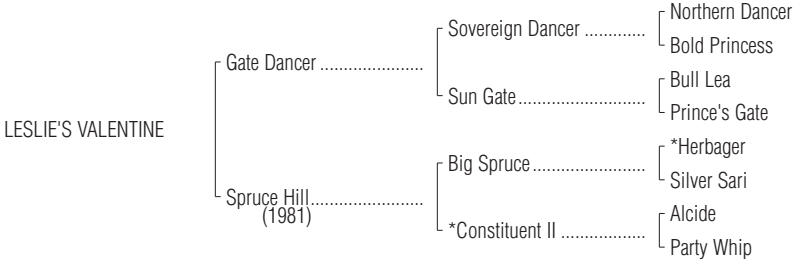 Northern Dancer
Sovereign Dancer .............
Bold Princess
Gate Dancer ......................
Bull Lea
Sun Gate...........................
Prince's Gate
LESLIE'S VALENTINE
*Herbager
Big Spruce........................
Silver Sari
Spruce Hill........................
(1981)
Alcide
*Constituent II ..................
Party Whip